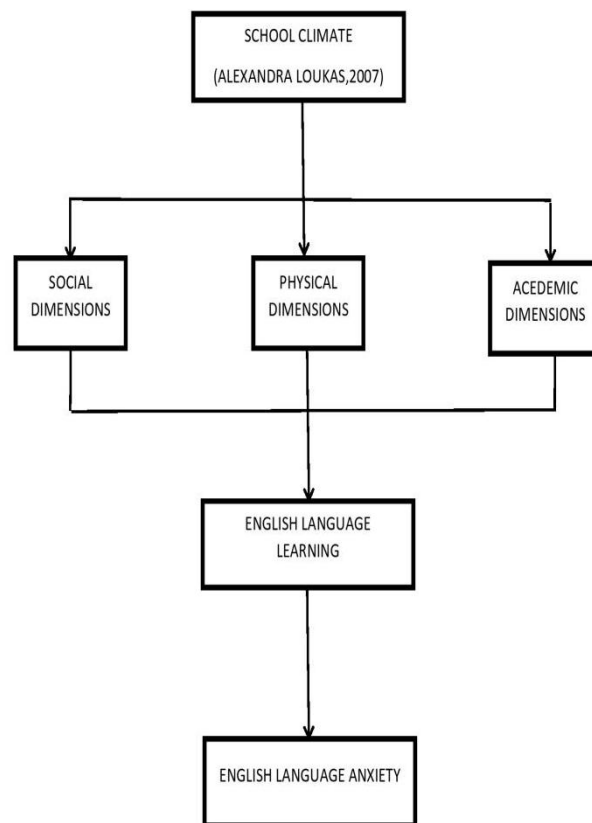 SCHOOL CLIMATE
(ALEXANDRA LOUKAS,2007)
SOCIAL
DIMENSIONS
PHYSICAL
DIMENSIONS
ACEDEMIC
DIMENSIONS
ENGLISH LANGUAGE
LEARNING
ENGLISH LANGUAGE ANXIETY